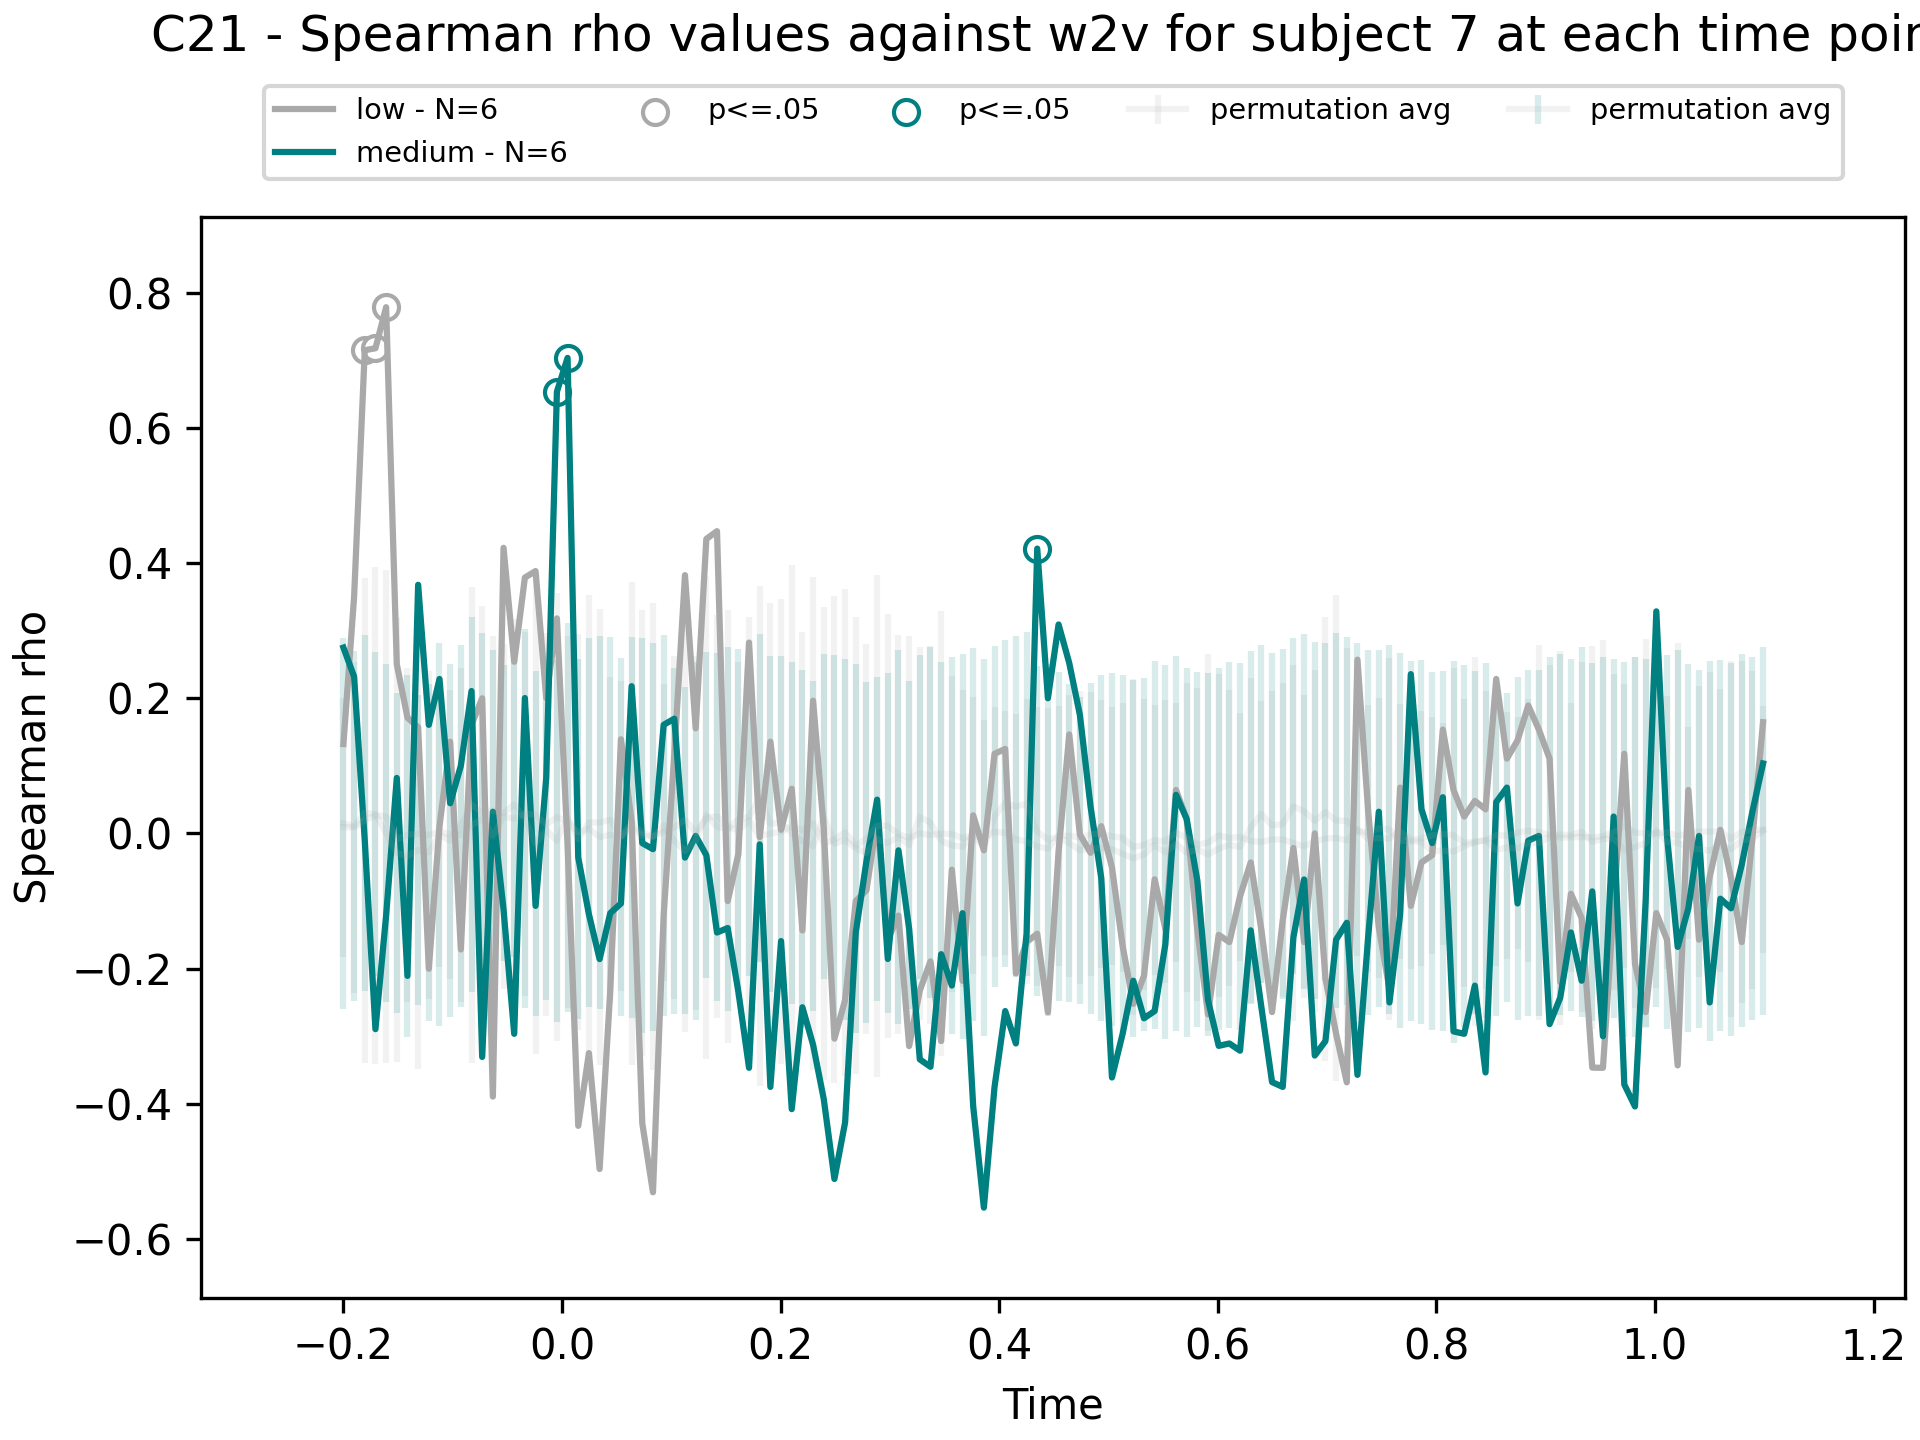 C21 - Spearman rho values against w2v for subject 7 at each time poin
low - N=6
medium - N=6
p<=.05
p<=.05
permutation avg
permutation avg
Spearman rho
0.8
0.6
0.4
0.2
0.0
−0.2
−0.4
−0.6
−0.2 0.0 0.2 0.4 0.6 0.8 1.0 1.2
Time